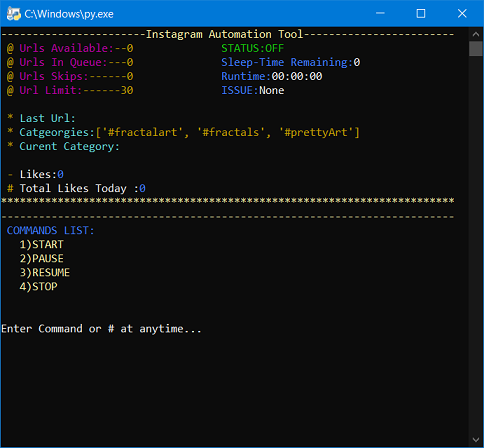 C:\Windows\py.exe
-----------------------Instagram Automation Tool------------------------
@ Urls Available:--0 STATUS:OFF
@ Urls In Queue:---0 Sleep-Time Remaining:0
@ Urls Skips:------0 Runtime:00:00:00
@ Url Limit:------30 ISSUE:None
* Last Url:
* Catgeorgies:['#fractalart', '#fractals', '#prettyArt']
* Curent Category:
- Likes:0
# Total Likes Today :0
************************************************************************
------------------------------------------------------------------------
COMMANDS LIST:
1)START
2)PAUSE
3)RESUME
4)STOP
Enter Command or # at anytime...